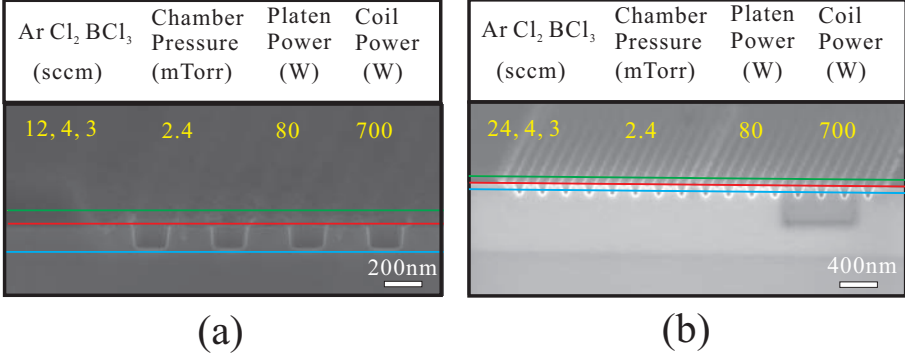 Ar Cl₂ BCl₃ (sccm)
Chamber Pressure (mTorr)
Platen Power (W)
Coil Power (W)
12, 4, 3
2.4
80
700
200nm
(a)
Ar Cl₂ BCl₃ (sccm)
Chamber Pressure (mTorr)
Platen Power (W)
Coil Power (W)
24, 4, 3
2.4
80
700
400nm
(b)